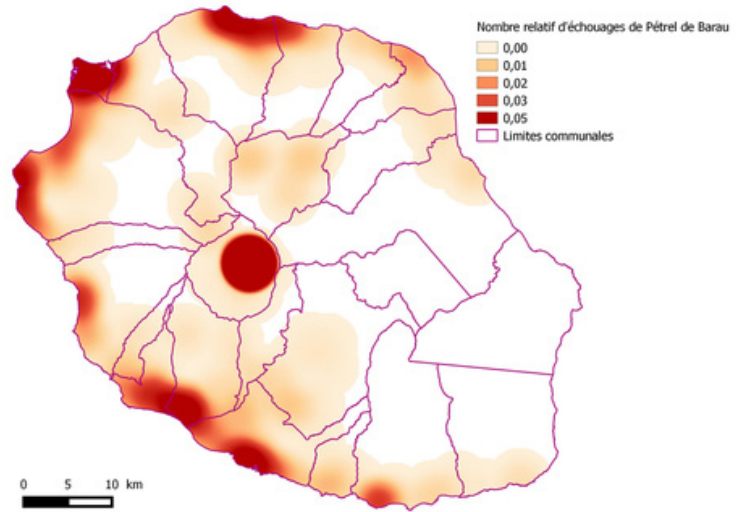 Nombre relatif d'échouages de Pétrel de Barau
0,00
0,01
0,02
0,03
0,05
Limites communales
0 5 10 km